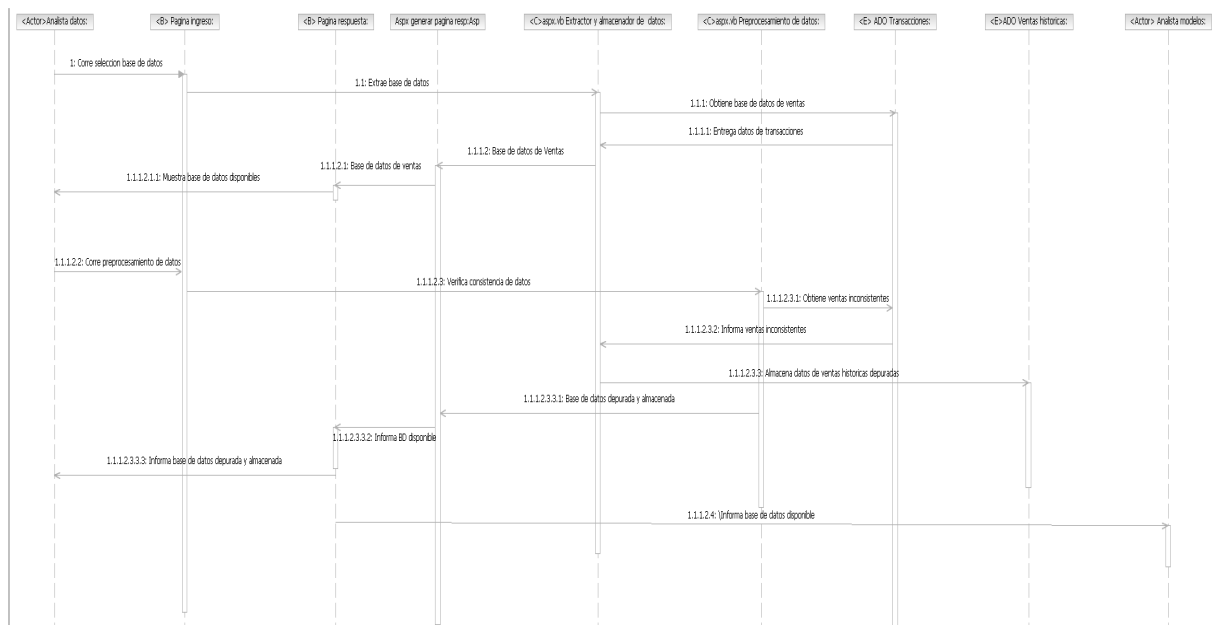 <Actor>Analista datos:
<B> Pagina ingreso:
<B> Pagina respuesta:
Aspx generar pagina resp:Asp
<C>aspx.vb Extractor y almacenador de datos:
<C>aspx.vb Preprocesamiento de datos:
<E> ADO Transacciones:
<E>ADO Ventas historicas:
<Actor> Analista modelos:
1: Corre seleccion base de datos
1.1: Extrae base de datos
1.1.1: Obtiene base de datos de ventas
1.1.1.1: Entrega datos de transacciones
1.1.1.2: Base de datos de Ventas
1.1.1.2.1: Base de datos de ventas
1.1.1.2.1.1: Muestra base de datos disponibles
1.1.1.2.2: Corre preprocesamiento de datos
1.1.1.2.3: Verifica consistencia de datos
1.1.1.2.3.1: Obtiene ventas inconsistentes
1.1.1.2.3.2: Informa ventas inconsistentes
1.1.1.2.3.3: Almacena datos de ventas historicas depuradas
1.1.1.2.3.3.1: Base de datos depurada y almacenada
1.1.1.2.3.3.2: Informa BD disponible
1.1.1.2.3.3.3: Informa base de datos depurada y almacenada
1.1.1.2.4: \Informa base de datos disponible